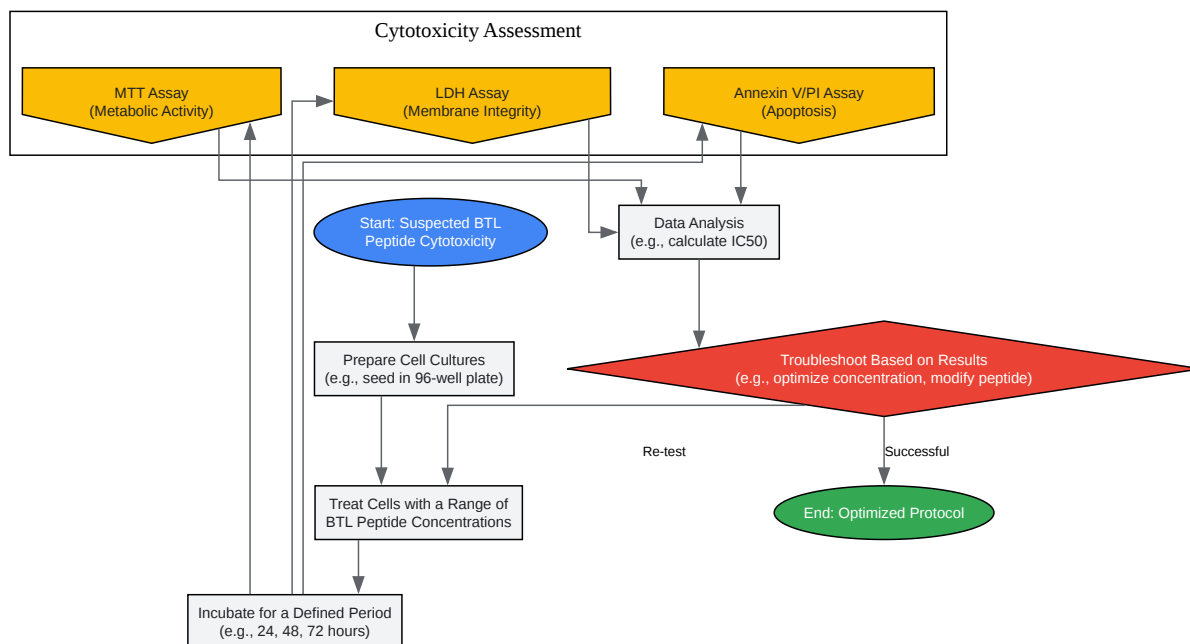 Cytotoxicity Assessment
MTT Assay
(Metabolic Activity)
LDH Assay
(Membrane Integrity)
Annexin V/PI Assay
(Apoptosis)
Start: Suspected BTL
Peptide Cytotoxicity
Data Analysis
(e.g., calculate IC50)
Prepare Cell Cultures
(e.g., seed in 96-well plate)
Troubleshoot Based on Results
(e.g., optimize concentration, modify peptide)
Re-test
Successful
Treat Cells with a Range of
BTL Peptide Concentrations
End: Optimized Protocol
Incubate for a Defined Period
(e.g., 24, 48, 72 hours)